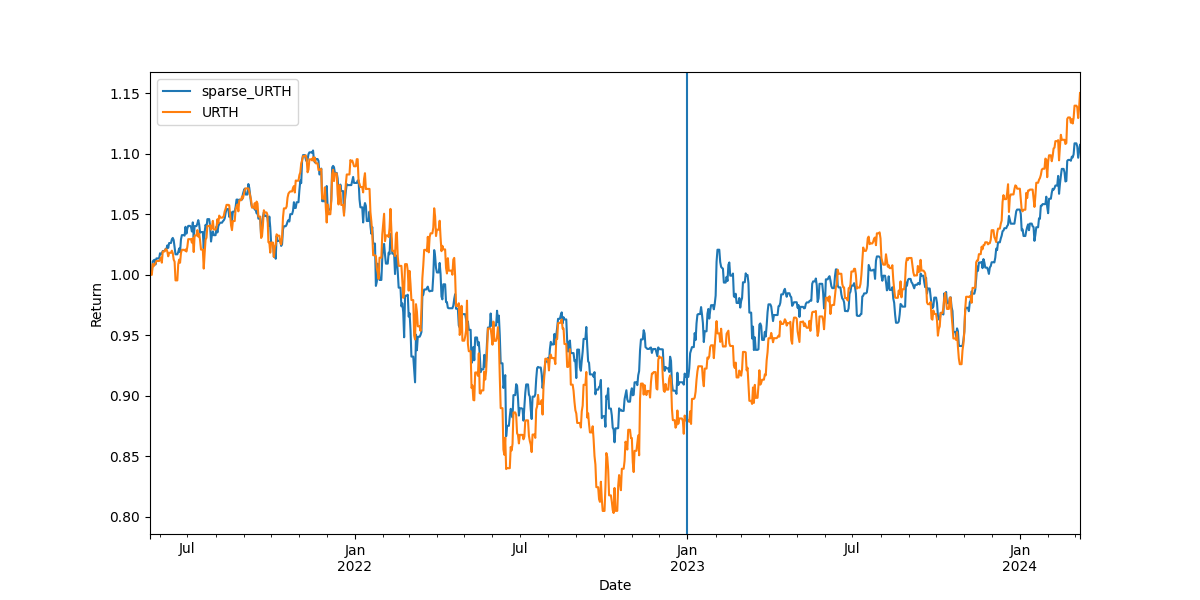 sparse_URTH
URTH
1.15
1.10
1.05
1.00
0.95
0.90
0.85
0.80
Return
Jul
Jan
2022
Jul
Jan
2023
Jul
Jan
2024
Date